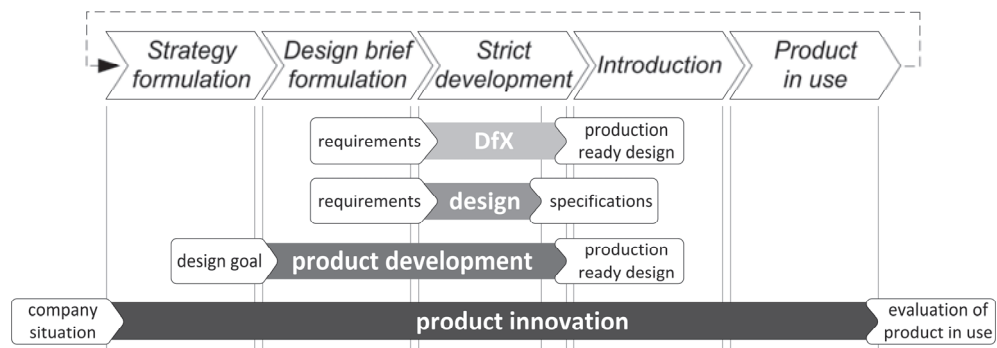 Strategy
formulation
Design brief
formulation
Strict
development
Introduction
Product
in use
requirements
DfX
production
ready design
requirements
design
specifications
design goal
product development
production
ready design
company
situation
product innovation
evaluation of
product in use